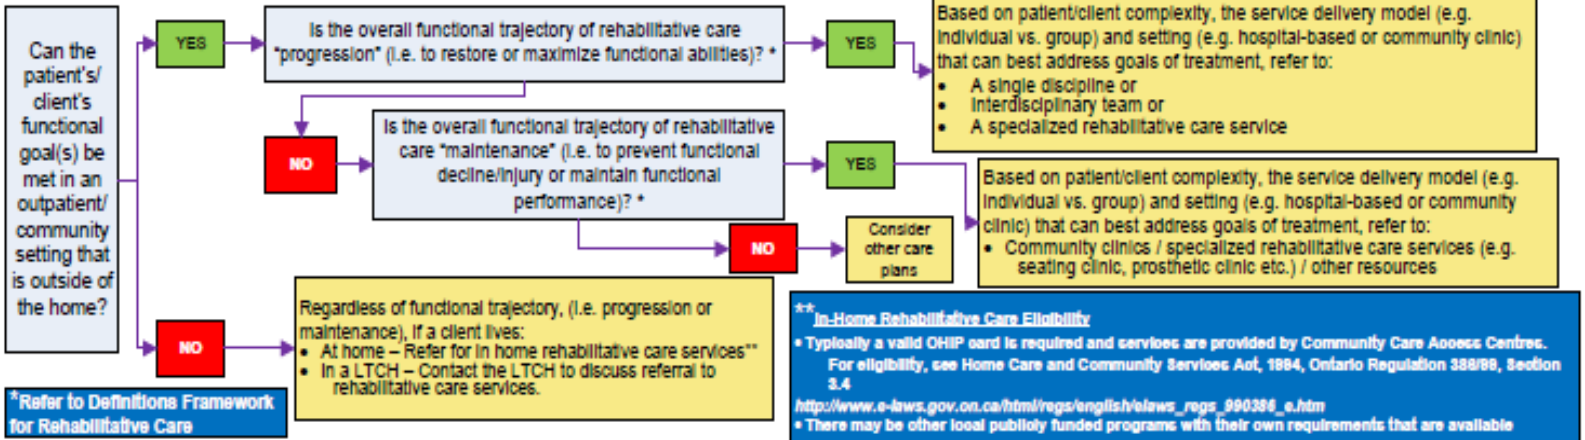 Can the
patient's/
client's
functional
goal(s) be
met in an
outpatient/
community
setting that
is outside of
the home?
YES
Is the overall functional trajectory of rehabilitative care
"progression" (i.e. to restore or maximize functional abilities)? *
YES
Based on patient/client complexity, the service delivery model (e.g.
individual vs. group) and setting (e.g. hospital-based or community clinic)
that can best address goals of treatment, refer to:
• A single discipline or
• Interdisciplinary team or
• A specialized rehabilitative care service
NO
Is the overall functional trajectory of rehabilitative
care "maintenance" (i.e. to prevent functional
decline/injury or maintain functional
performance)? *
YES
Based on patient/client complexity, the service delivery model (e.g.
individual vs. group) and setting (e.g. hospital-based or community
clinic) that can best address goals of treatment, refer to:
• Community clinics / specialized rehabilitative care services (e.g.
seating clinic, prosthetic clinic etc.) / other resources
NO
Consider
other care
plans
NO
Regardless of functional trajectory, (i.e. progression or
maintenance), if a client lives:
• At home – Refer for in home rehabilitative care services**
• In a LTCH – Contact the LTCH to discuss referral to
rehabilitative care services.
*Refer to Definitions Framework
for Rehabilitative Care
**In-Home Rehabilitative Care Eligibility
• Typically a valid OHIP card is required and services are provided by Community Care Access Centres.
For eligibility, see Home Care and Community Services Act, 1994, Ontario Regulation 386/99, Section
3.4
http://www.e-laws.gov.on.ca/html/regs/english/elaws_regs_990386_e.htm
• There may be other local publicly funded programs with their own requirements that are available